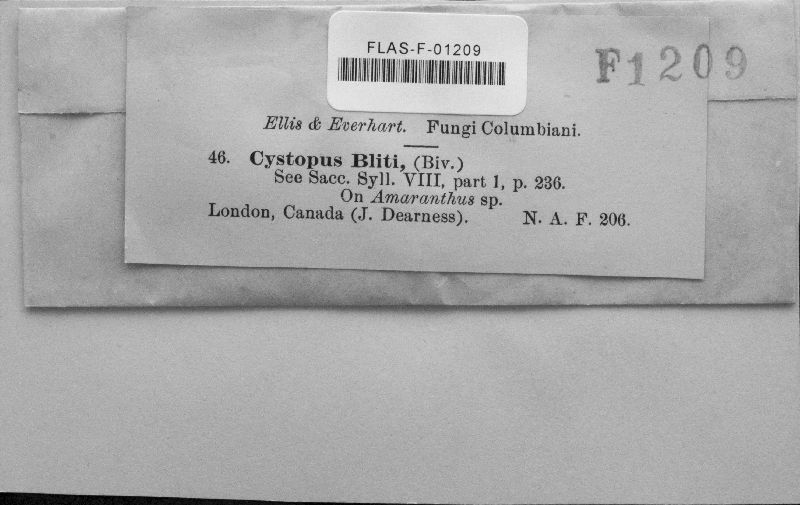 FLAS-F-01209
F1209
Ellis & Everhart. Fungi Columbiani.
46. Cystopus Bliti, (Biv.)
See Sacc. Syll. VIII, part 1, p. 236.
On Amaranthus sp.
London, Canada (J. Dearness). N. A. F. 206.